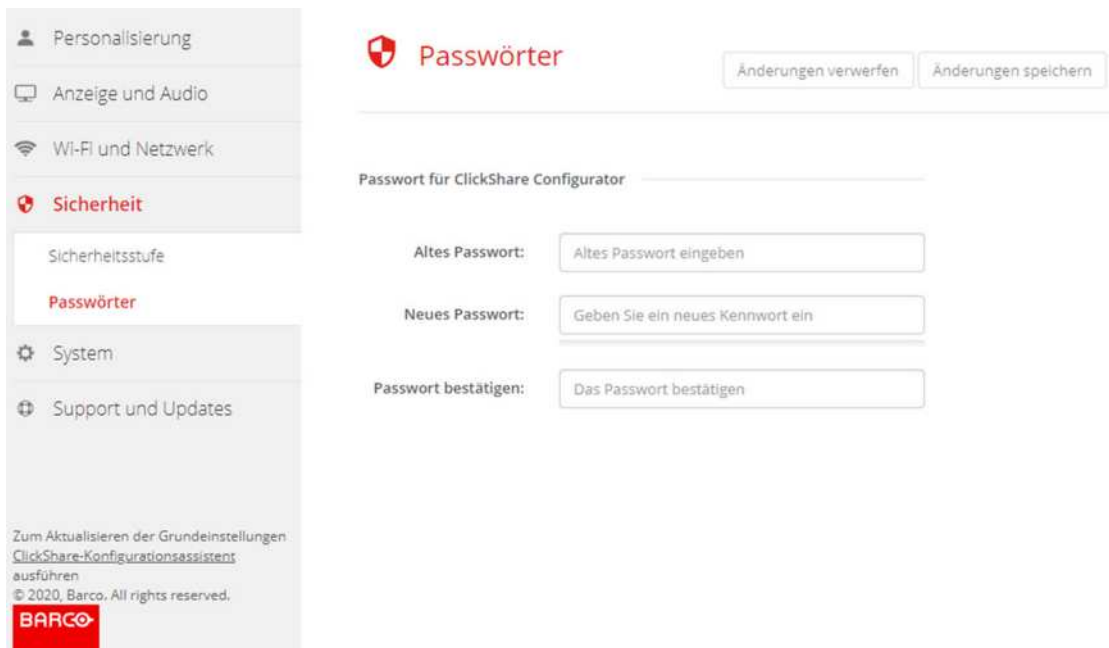 Personalisierung
Anzeige und Audio
Wi-Fi und Netzwerk
Sicherheit
Sicherheitsstufe
Passwörter
System
Support und Updates
Zum Aktualisieren der Grundeinstellungen
ClickShare-Konfigurationsassistent
ausführen
© 2020, Barco. All rights reserved.
BARCO
Passwörter
Änderungen verwerfen
Änderungen speichern
Passwort für ClickShare Configurator
Altes Passwort:
Altes Passwort eingeben
Neues Passwort:
Geben Sie ein neues Kennwort ein
Passwort bestätigen:
Das Passwort bestätigen